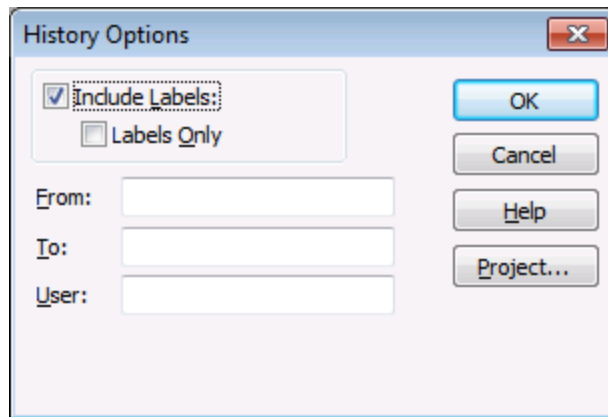 History Options
Include Labels:
Labels Only
OK
Cancel
From:
Help
To:
Project...
User: